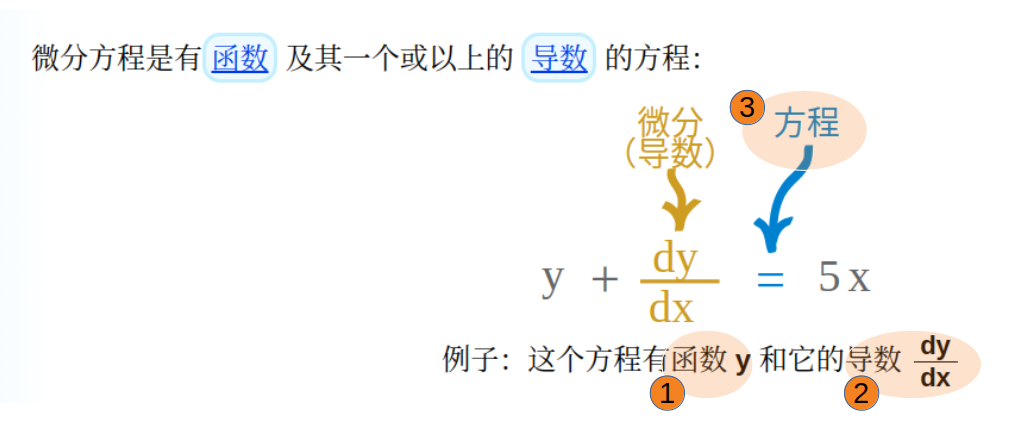 微分方程是有 函数 及其一个或以上的 导数 的方程：
微分
（导数）
3 方程
y + dy/dx = 5x
例子：这个方程有函数 y 和它的导数 dy/dx
1 2